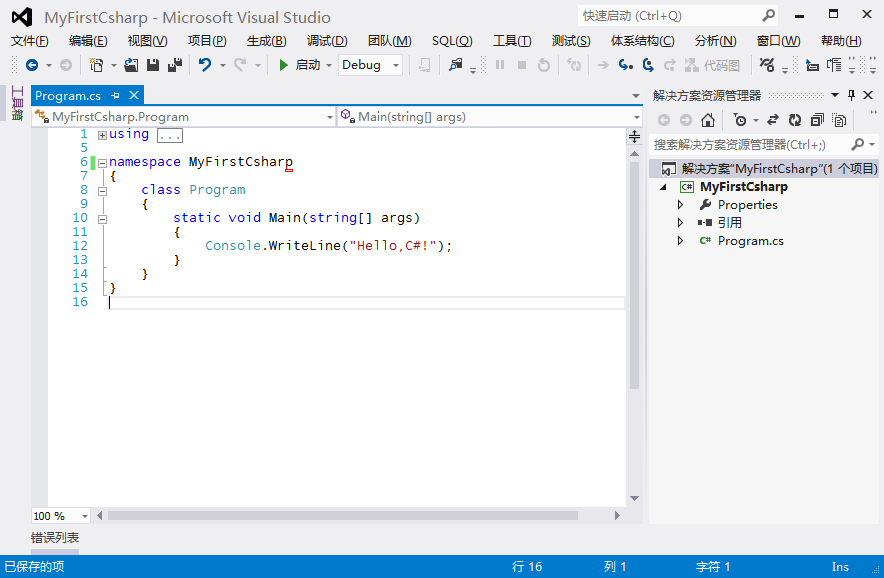 MyFirstCsharp - Microsoft Visual Studio
快速启动 (Ctrl+Q)
文件(F) 编辑(E) 视图(V) 项目(P) 生成(B) 调试(D) 团队(M) SQL(Q) 工具(T) 测试(S) 体系结构(C) 分析(N) 窗口(W) 帮助(H)
启动 Debug 代码图
工具箱
Program.cs
MyFirstCsharp.Program Main(string[] args)
1 using ...
5
6 namespace MyFirstCsharp
7 {
8 class Program
9 {
10 static void Main(string[] args)
11 {
12 Console.WriteLine("Hello,C#!");
13 }
14 }
15 }
16
100 %
解决方案资源管理器
搜索解决方案资源管理器(Ctrl+;)
解决方案"MyFirstCsharp"(1 个项目)
C# MyFirstCsharp
Properties
引用
C# Program.cs
错误列表
已保存的项 行 16 列 1 字符 1 Ins